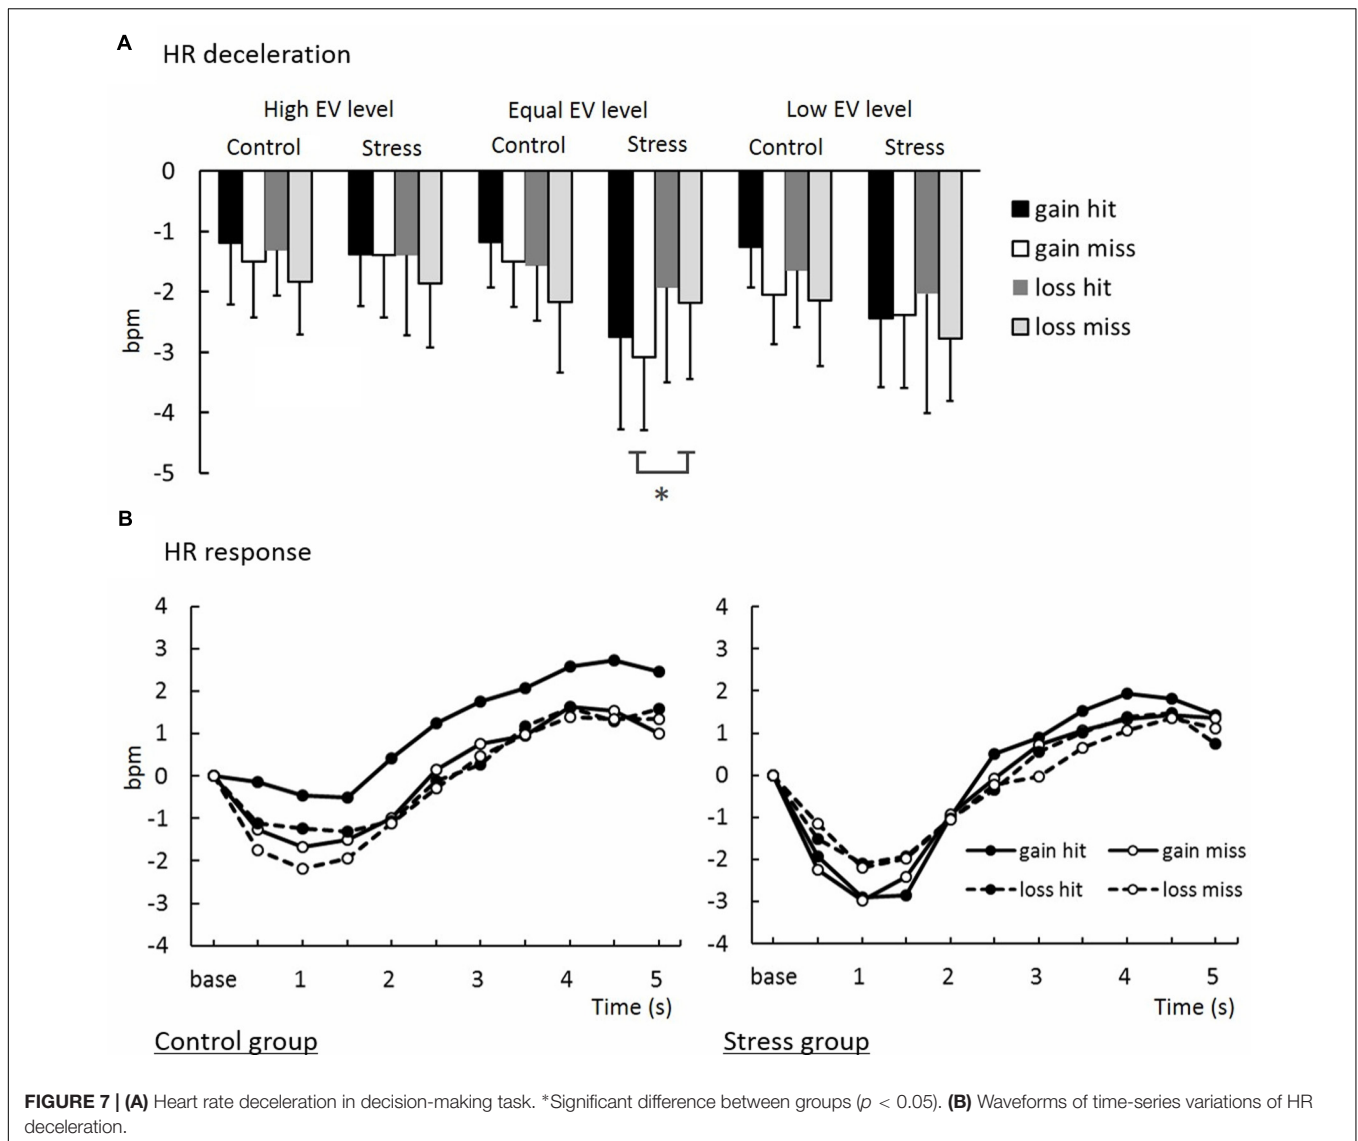 A
HR deceleration
High EV level Equal EV level Low EV level
Control Stress Control Stress Control Stress
0
-1
-2
-3
-4
-5
bpm
gain hit
gain miss
loss hit
loss miss
*
B
HR response
4
3
2
1
0
-1
-2
-3
-4
bpm
base 1 2 3 4 5
Time (s)
Control group
4
3
2
1
0
-1
-2
-3
-4
gain hit gain miss
loss hit loss miss
base 1 2 3 4 5
Time (s)
Stress group
FIGURE 7 | (A) Heart rate deceleration in decision-making task. *Significant difference between groups (p < 0.05). (B) Waveforms of time-series variations of HR
deceleration.